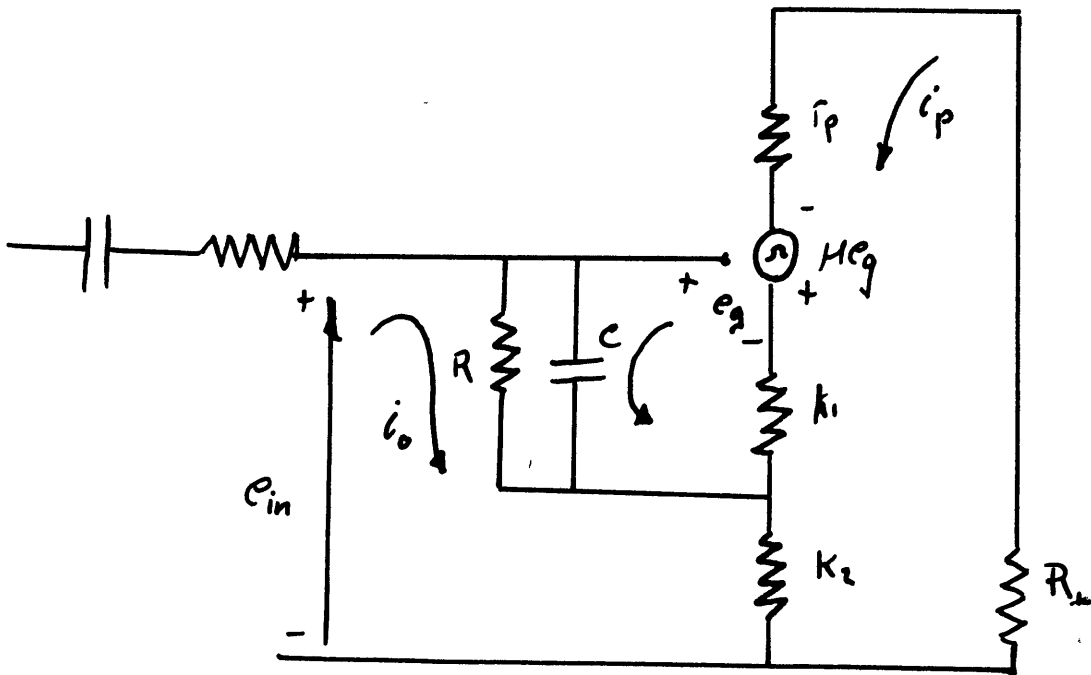 rp
ip
-
μeg
+
+
eg
-
+
R
C
k1
i0
ein
K2
-